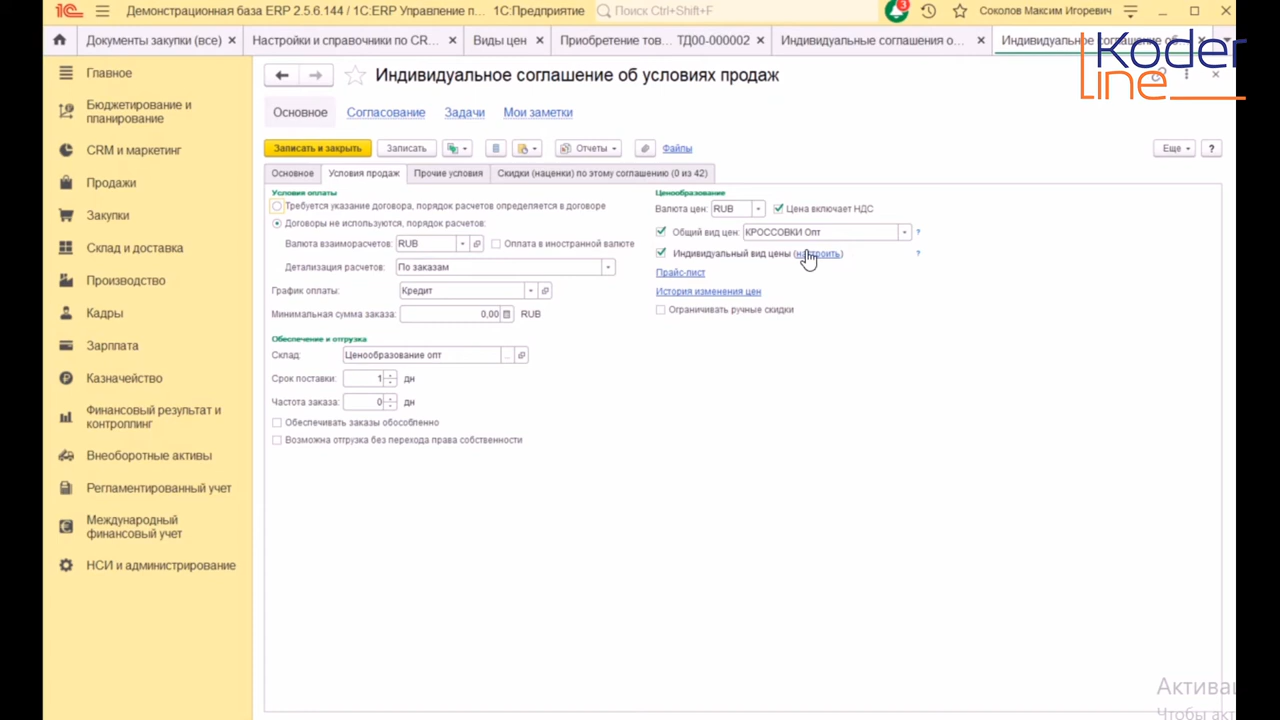 1С Демонстрационная база ERP 2.5.6.144 / 1С:ERP Управление п... 1С:Предприятие Поиск Ctrl+Shift+F 3 Соколов Максим Игоревич
Документы закупки (все) Настройки и справочники по CR... Виды цен Приобретение тов... ТД00-000002 Индивидуальные соглашения о... Индивидуальное соглашение об
Koder
line
Главное
Бюджетирование и
планирование
CRM и маркетинг
Продажи
Закупки
Склад и доставка
Производство
Кадры
Зарплата
Казначейство
Финансовый результат и
контроллинг
Внеоборотные активы
Регламентированный учет
Международный
финансовый учет
НСИ и администрирование
Индивидуальное соглашение об условиях продаж
Основное Согласование Задачи Мои заметки
Записать и закрыть Записать Отчеты Файлы Еще ?
Основное Условия продаж Прочие условия Скидки (наценки) по этому соглашению (0 из 42)
Условия оплаты
Требуется указание договора, порядок расчетов определяется в договоре
Договоры не используются, порядок расчетов:
Валюта взаиморасчетов: RUB Оплата в иностранной валюте
Детализация расчетов: По заказам
График оплаты: Кредит
Минимальная сумма заказа: 0,00 RUB
Обеспечение и отгрузка
Склад: Ценообразование опт ...
Срок поставки: 1 дн
Частота заказа: 0 дн
Обеспечивать заказы обособленно
Возможна отгрузка без перехода права собственности
Ценообразование
Валюта цен: RUB Цена включает НДС
Общий вид цен: КРОССОВКИ Опт ?
Индивидуальный вид цены (настроить) ?
Прайс-лист
История изменения цен
Ограничивать ручные скидки